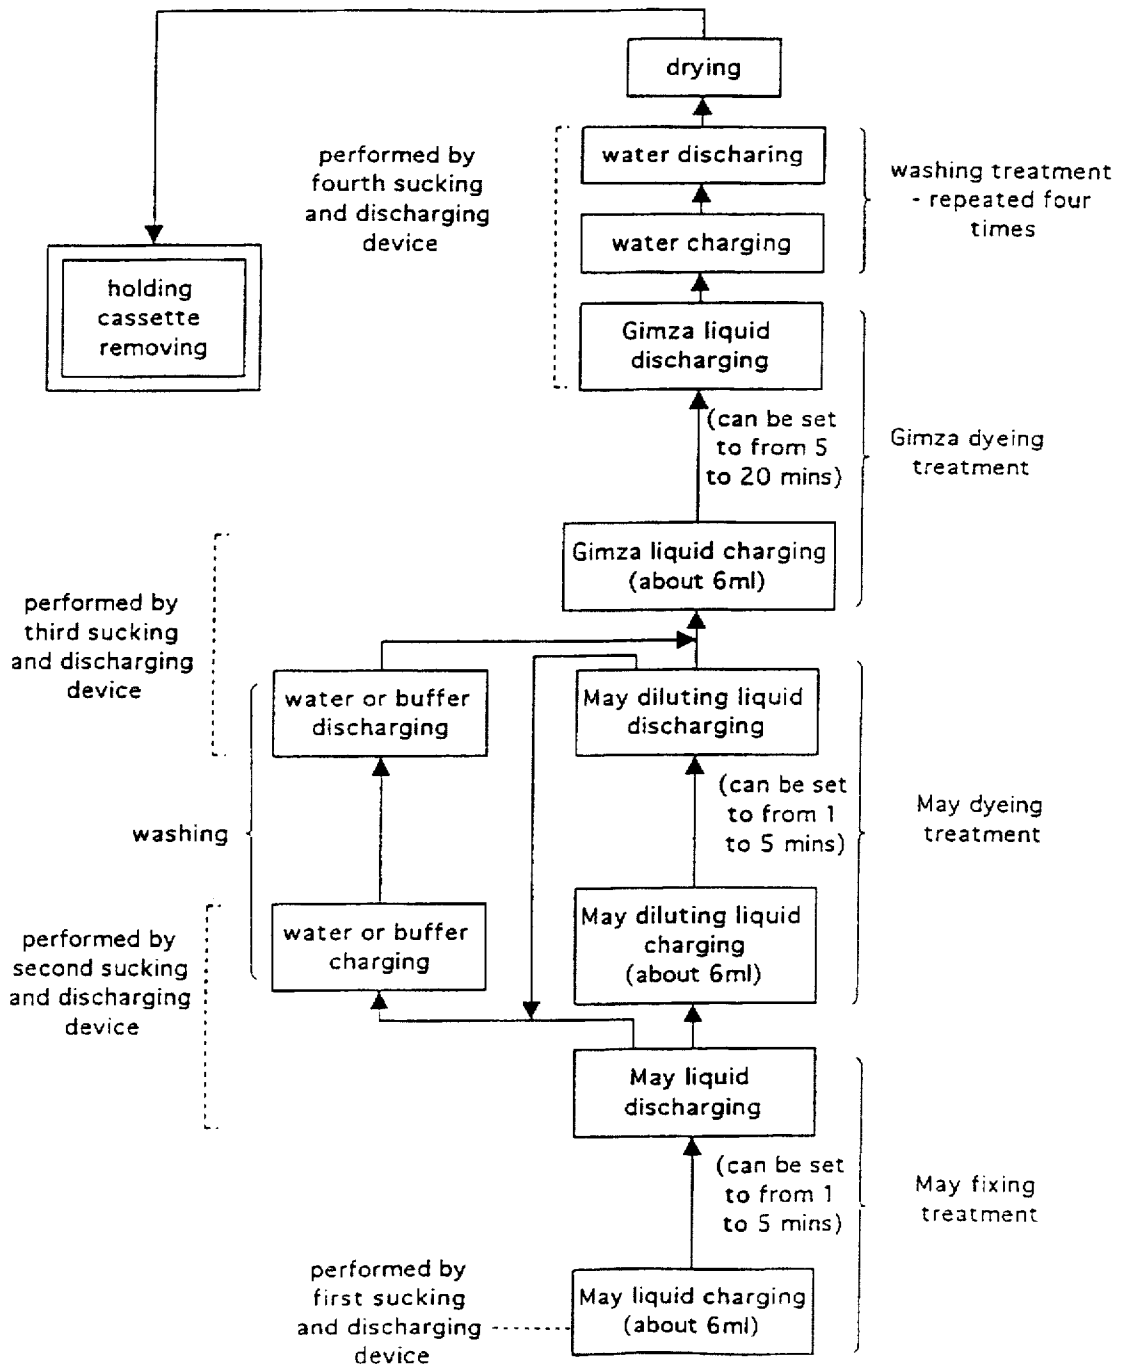 drying
performed by
fourth sucking
and discharging
device
water discharing
water charging
washing treatment
- repeated four
times
holding
cassette
removing
Gimza liquid
discharging
(can be set
to from 5
to 20 mins)
Gimza dyeing
treatment
Gimza liquid charging
(about 6ml)
performed by
third sucking
and discharging
device
water or buffer
discharging
May diluting liquid
discharging
washing
(can be set
to from 1
to 5 mins)
May dyeing
treatment
performed by
second sucking
and discharging
device
water or buffer
charging
May diluting liquid
charging
(about 6ml)
May liquid
discharging
(can be set
to from 1
to 5 mins)
May fixing
treatment
performed by
first sucking
and discharging
device
May liquid charging
(about 6ml)